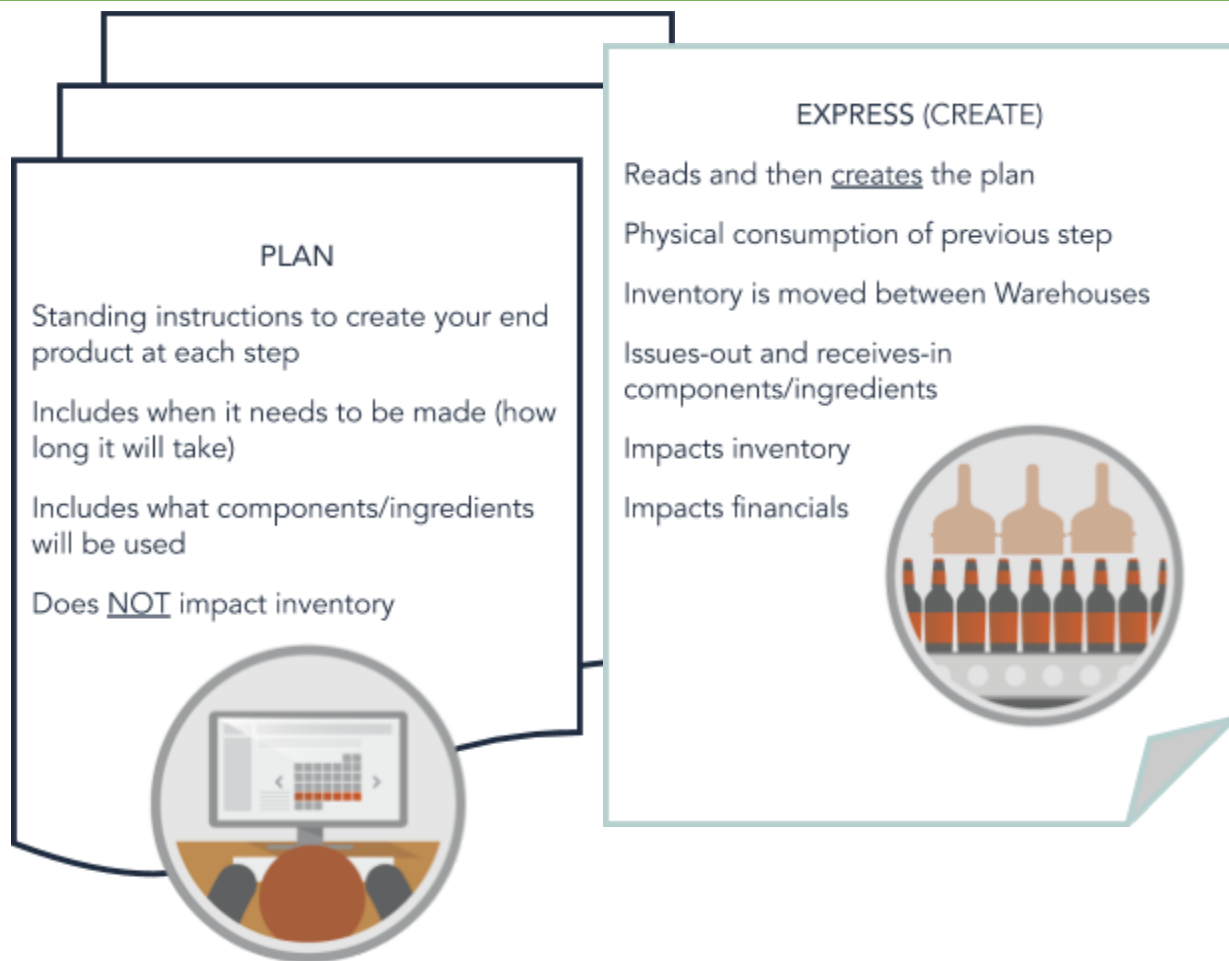 PLAN
Standing instructions to create your end
product at each step
Includes when it needs to be made (how
long it will take)
Includes what components/ingredients
will be used
Does NOT impact inventory
EXPRESS (CREATE)
Reads and then creates the plan
Physical consumption of previous step
Inventory is moved between Warehouses
Issues-out and receives-in
components/ingredients
Impacts inventory
Impacts financials